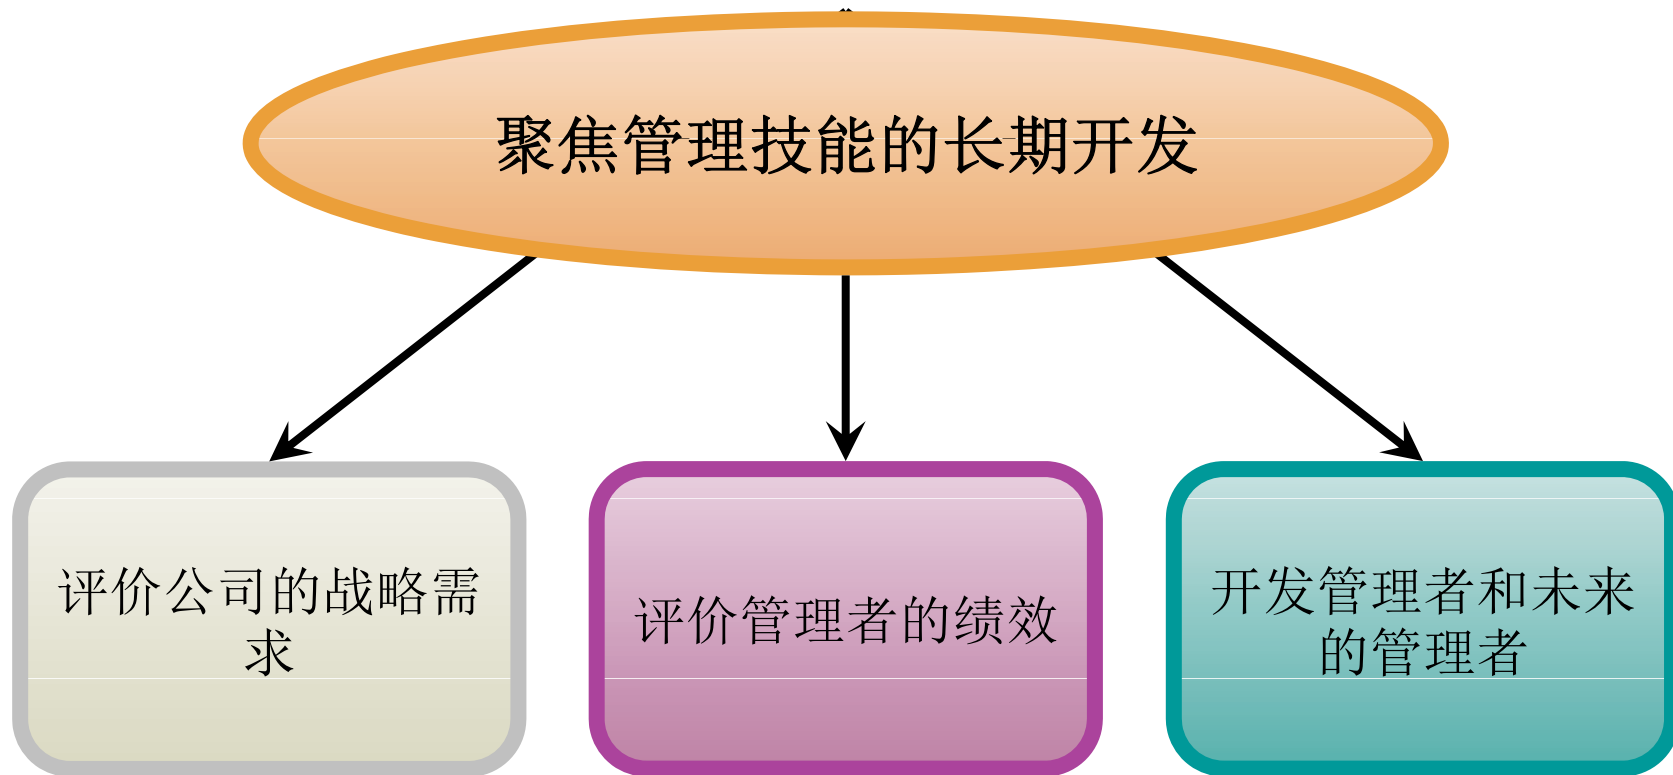 聚焦管理技能的长期开发
评价公司的战略需
求
评价管理者的绩效
开发管理者和未来
的管理者